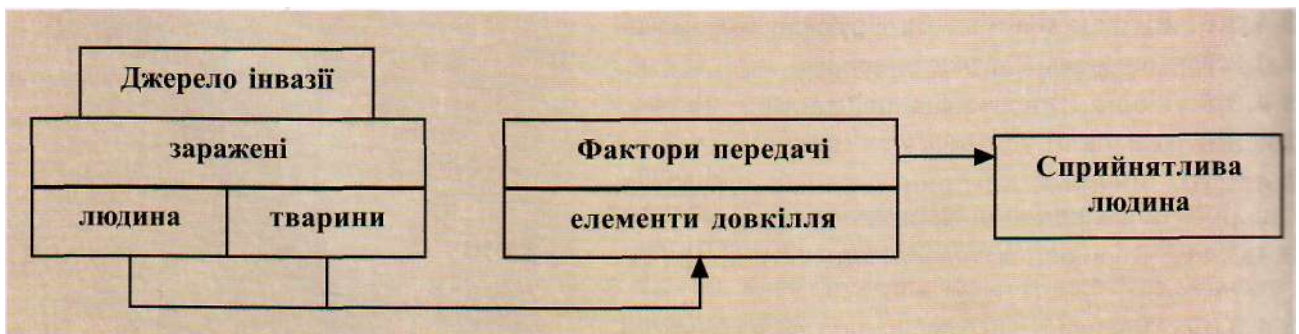 Джерело інвазії
заражені
людина
тварини
Фактори передачі
елементи довкілля
Сприйнятлива
людина